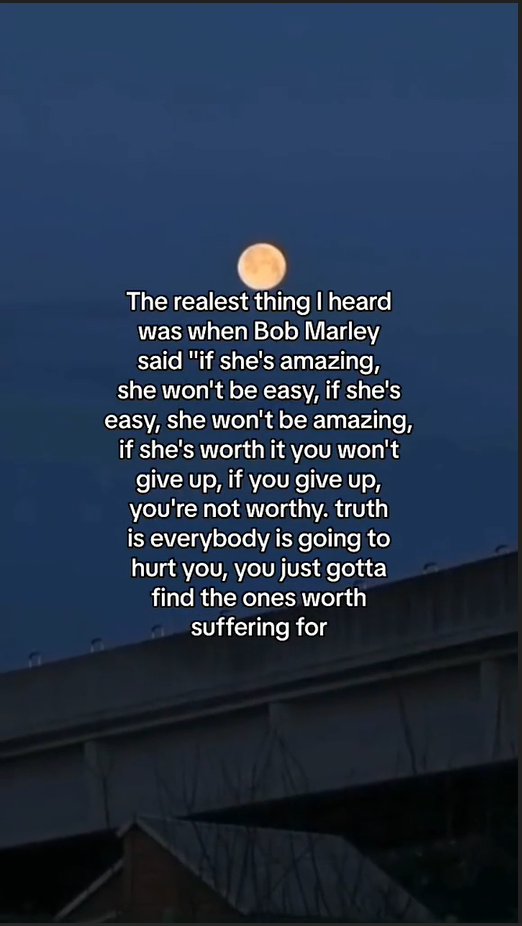 The realest thing I heard
was when Bob Marley
said "if she's amazing,
she won't be easy, if she's
easy, she won't be amazing,
if she's worth it you won't
give up, if you give up,
you're not worthy. truth
is everybody is going to
hurt you, you just gotta
find the ones worth
suffering for